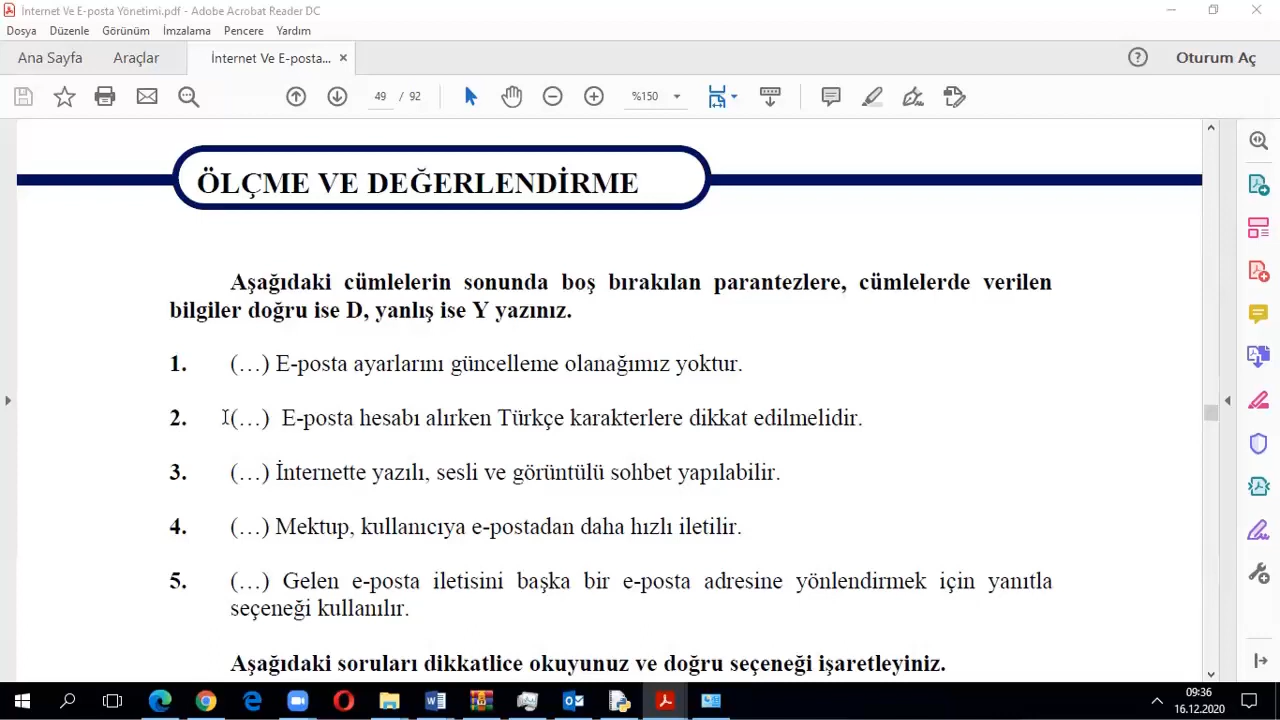 İnternet Ve E-posta Yönetimi.pdf - Adobe Acrobat Reader DC
Dosya Düzenle Görünüm İmzalama Pencere Yardım
Ana Sayfa Araçlar İnternet Ve E-posta... × Oturum Aç
49 / 92 %150
ÖLÇME VE DEĞERLENDİRME
Aşağıdaki cümlelerin sonunda boş bırakılan parantezlere, cümlelerde verilen
bilgiler doğru ise D, yanlış ise Y yazınız.
1. (…) E-posta ayarlarını güncelleme olanağımız yoktur.
2. (…) E-posta hesabı alırken Türkçe karakterlere dikkat edilmelidir.
3. (…) İnternette yazılı, sesli ve görüntülü sohbet yapılabilir.
4. (…) Mektup, kullanıcıya e-postadan daha hızlı iletilir.
5. (…) Gelen e-posta iletisini başka bir e-posta adresine yönlendirmek için yanıtla
seçeneği kullanılır.
Aşağıdaki soruları dikkatlice okuyunuz ve doğru seçeneği işaretleyiniz.
09:36
16.12.2020